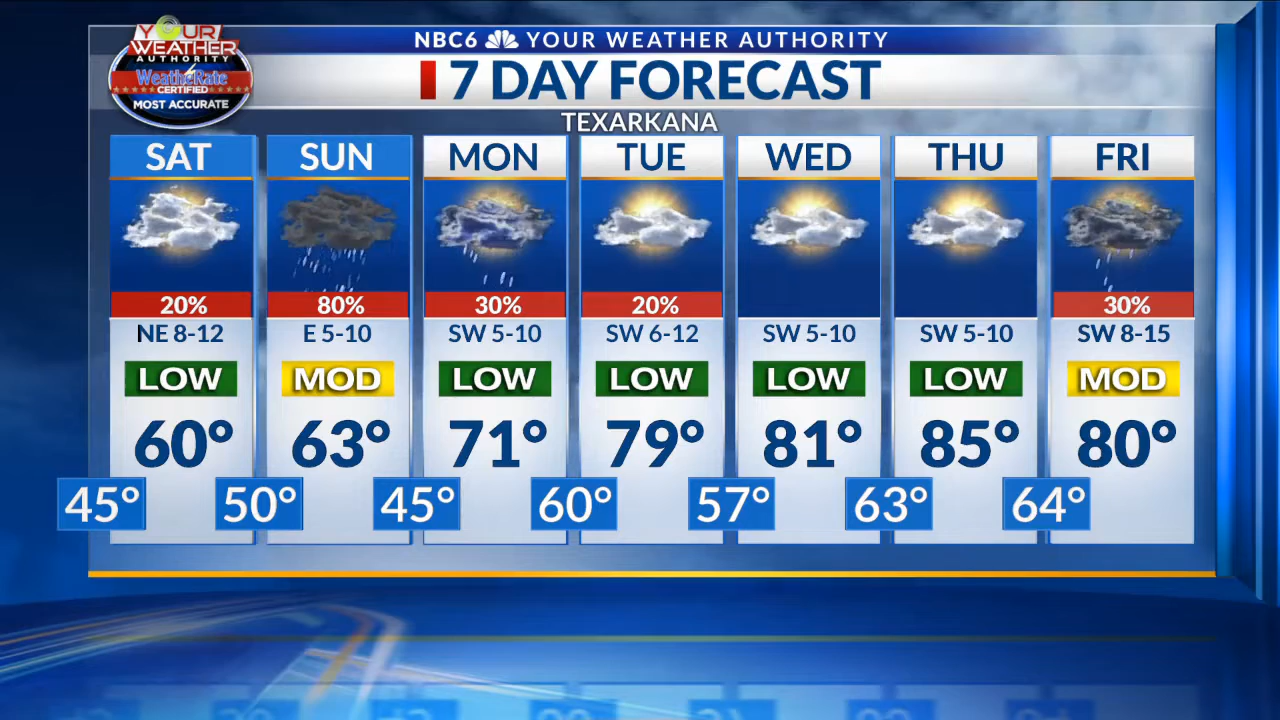 YOUR
WEATHER
AUTHORITY
WeatheRate
CERTIFIED
MOST ACCURATE
NBC6 YOUR WEATHER AUTHORITY
7 DAY FORECAST
TEXARKANA
SAT SUN MON TUE WED THU FRI
20% 80% 30% 20% 30%
NE 8-12 E 5-10 SW 5-10 SW 6-12 SW 5-10 SW 5-10 SW 8-15
LOW MOD LOW LOW LOW LOW MOD
60° 63° 71° 79° 81° 85° 80°
45° 50° 45° 60° 57° 63° 64°